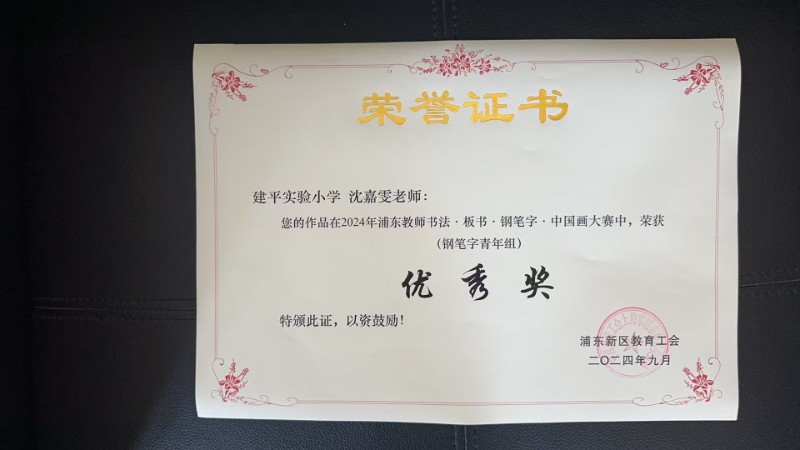 荣誉证书
建平实验小学 沈嘉雯老师：
您的作品在2024年浦东教师书法·板书·钢笔字·中国画大赛中，荣获
（钢笔字青年组）
优秀奖
特颁此证，以资鼓励！
浦东新区教育工会
二〇二四年九月